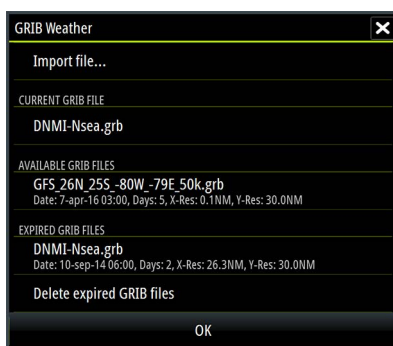 GRIB Weather
Import file...
CURRENT GRIB FILE
DNMI-Nsea.grb
AVAILABLE GRIB FILES
GFS_26N_25S_-80W_-79E_50k.grb
Date: 7-apr-16 03:00, Days: 5, X-Res: 0.1NM, Y-Res: 30.0NM
EXPIRED GRIB FILES
DNMI-Nsea.grb
Date: 10-sep-14 06:00, Days: 2, X-Res: 26.3NM, Y-Res: 30.0NM
Delete expired GRIB files
OK